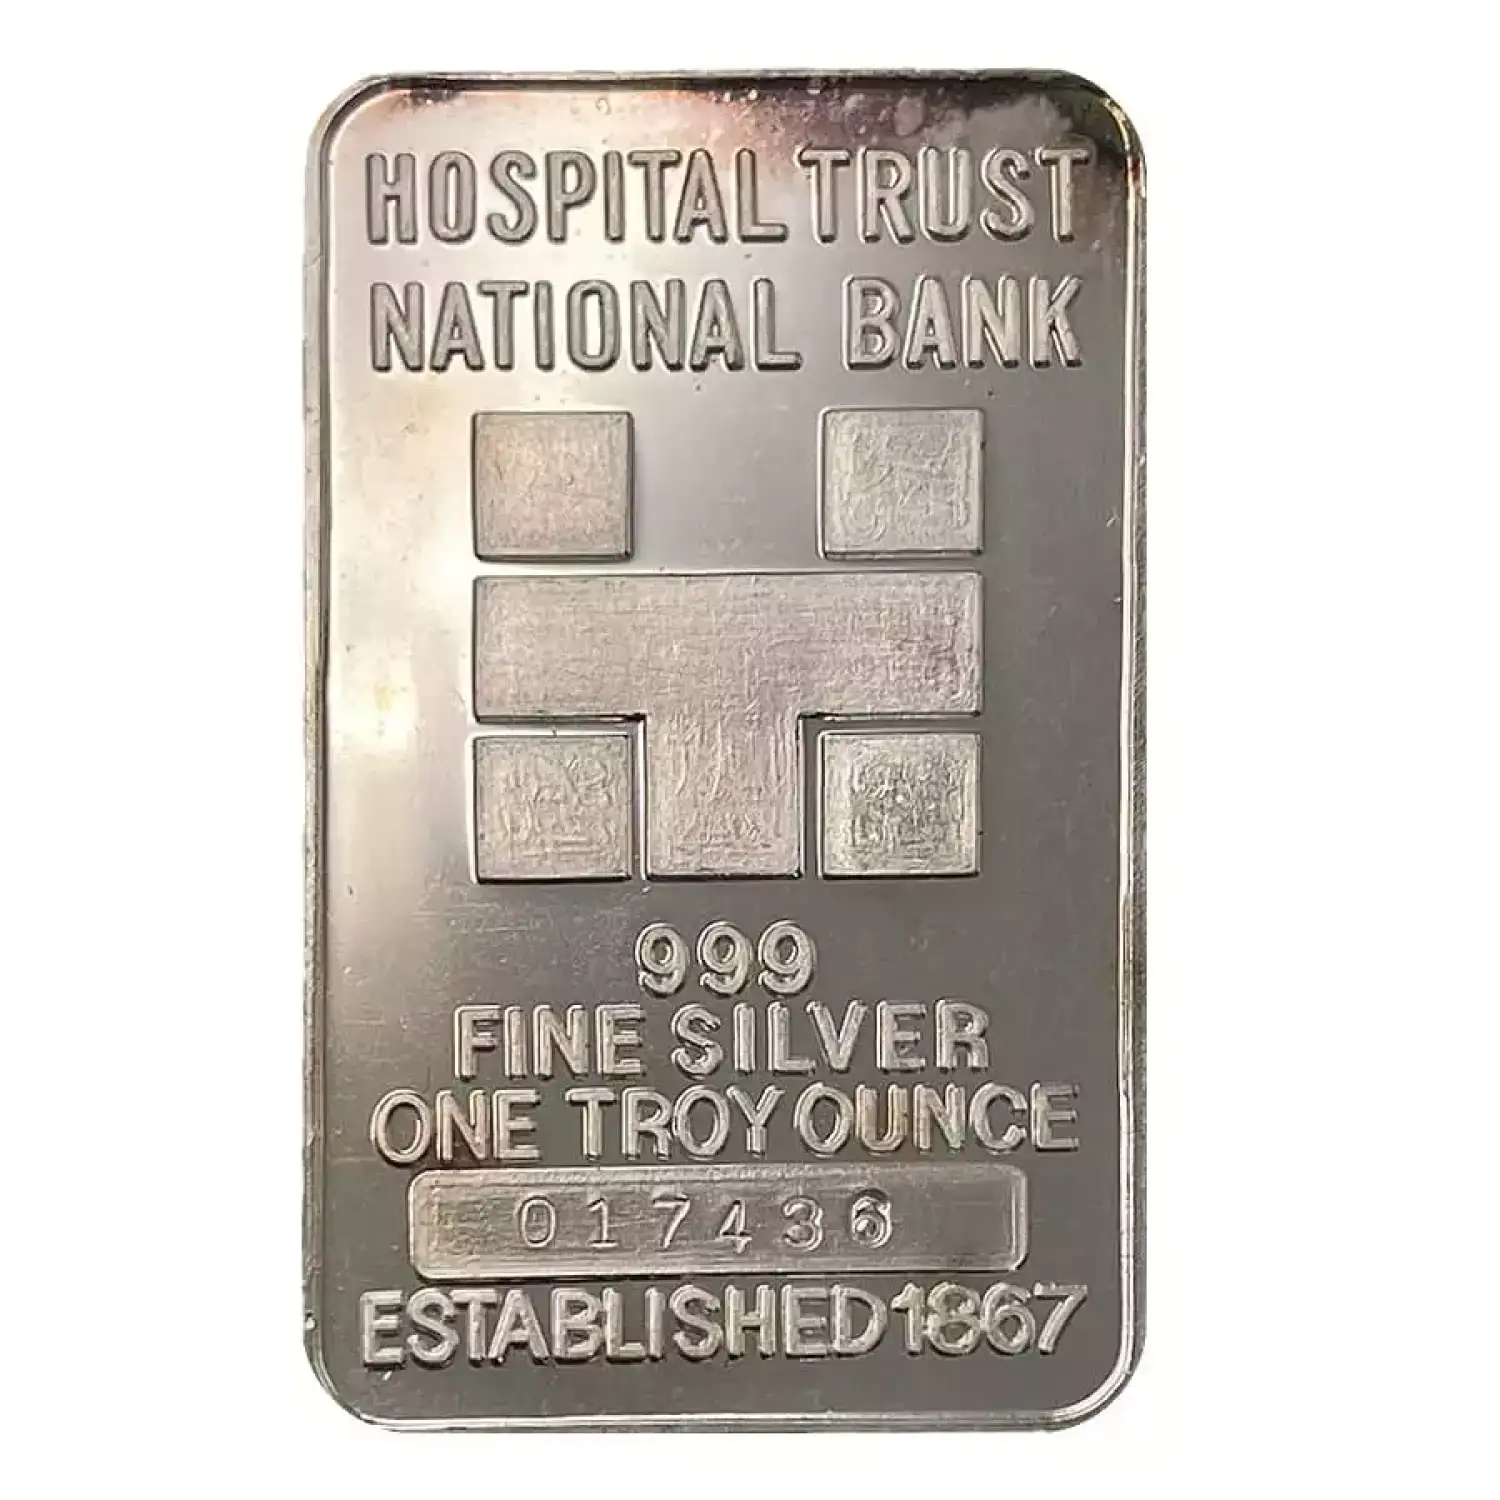 HOSPITAL TRUST
NATIONAL BANK
999
FINE SILVER
ONE TROY OUNCE
017436
ESTABLISHED 1867